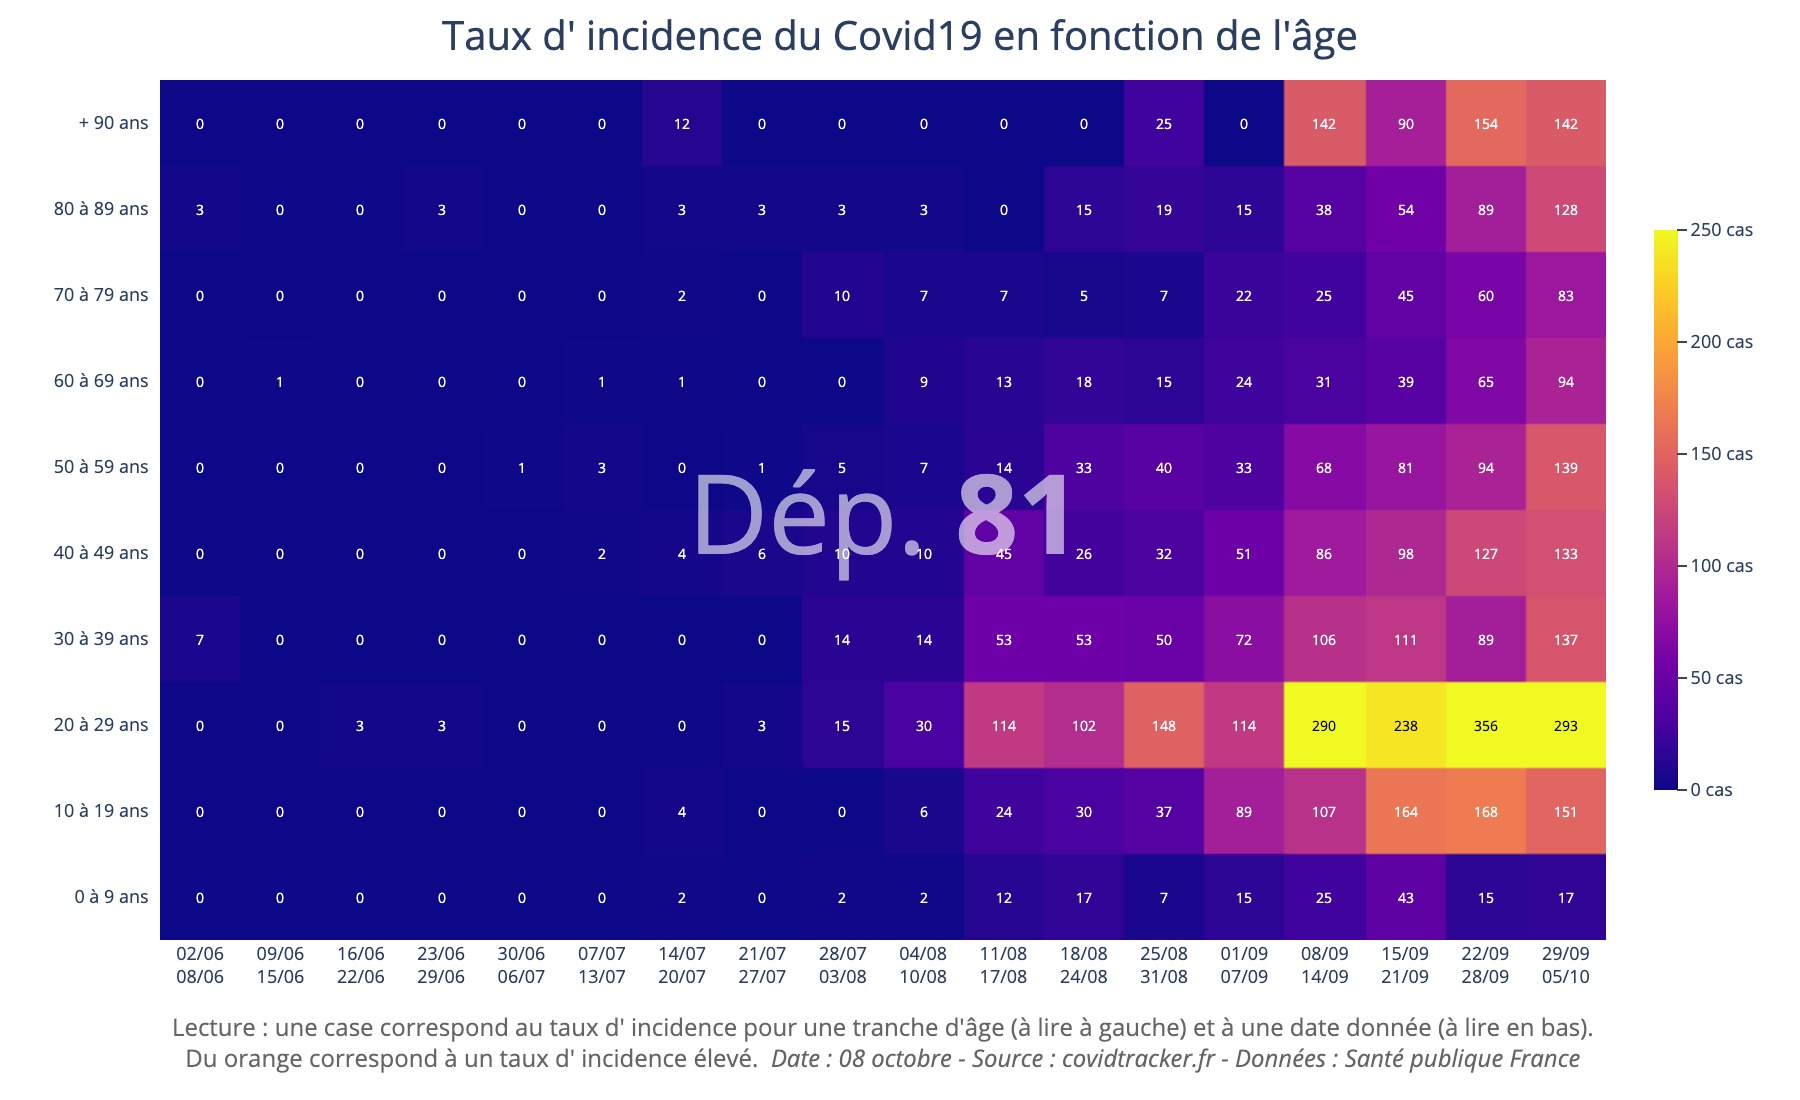 Taux d' incidence du Covid19 en fonction de l'âge
+ 90 ans 0 0 0 0 0 0 12 0 0 0 0 0 25 0 142 90 154 142
80 à 89 ans 3 0 0 3 0 0 3 3 3 3 0 15 19 15 38 54 89 128
250 cas
70 à 79 ans 0 0 0 0 0 0 2 0 10 7 7 5 7 22 25 45 60 83
200 cas
60 à 69 ans 0 1 0 0 0 1 1 0 0 9 13 18 15 24 31 39 65 94
150 cas
50 à 59 ans 0 0 0 0 1 3 0 1 5 7 14 33 40 33 68 81 94 139
Dép. 81
40 à 49 ans 0 0 0 0 0 2 4 6 10 10 45 26 32 51 86 98 127 133
100 cas
30 à 39 ans 7 0 0 0 0 0 0 0 14 14 53 53 50 72 106 111 89 137
50 cas
20 à 29 ans 0 0 3 3 0 0 0 3 15 30 114 102 148 114 290 238 356 293
0 cas
10 à 19 ans 0 0 0 0 0 0 4 0 0 6 24 30 37 89 107 164 168 151
0 à 9 ans 0 0 0 0 0 0 2 0 2 2 12 17 7 15 25 43 15 17
02/06 09/06 16/06 23/06 30/06 07/07 14/07 21/07 28/07 04/08 11/08 18/08 25/08 01/09 08/09 15/09 22/09 29/09
08/06 15/06 22/06 29/06 06/07 13/07 20/07 27/07 03/08 10/08 17/08 24/08 31/08 07/09 14/09 21/09 28/09 05/10
Lecture : une case correspond au taux d' incidence pour une tranche d'âge (à lire à gauche) et à une date donnée (à lire en bas).
Du orange correspond à un taux d' incidence élevé. Date : 08 octobre - Source : covidtracker.fr - Données : Santé publique France